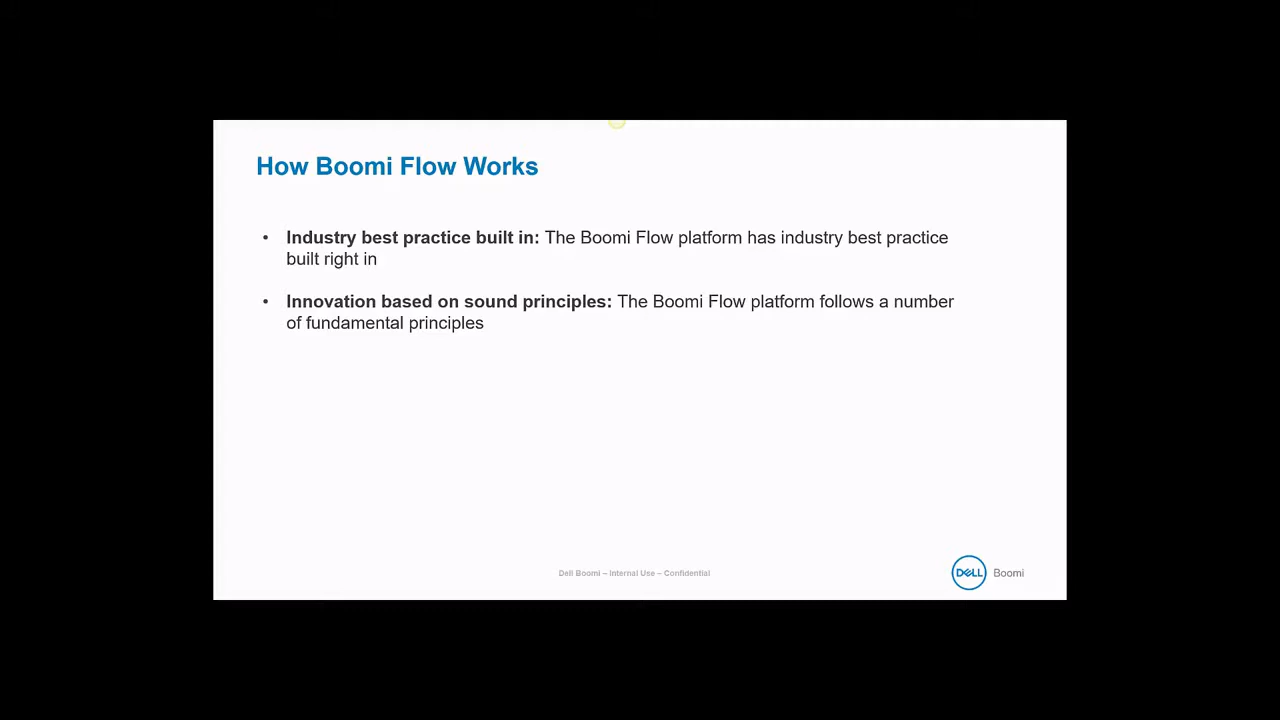 How Boomi Flow Works
• Industry best practice built in: The Boomi Flow platform has industry best practice
built right in
• Innovation based on sound principles: The Boomi Flow platform follows a number
of fundamental principles
Dell Boomi – Internal Use – Confidential
DELL Boomi